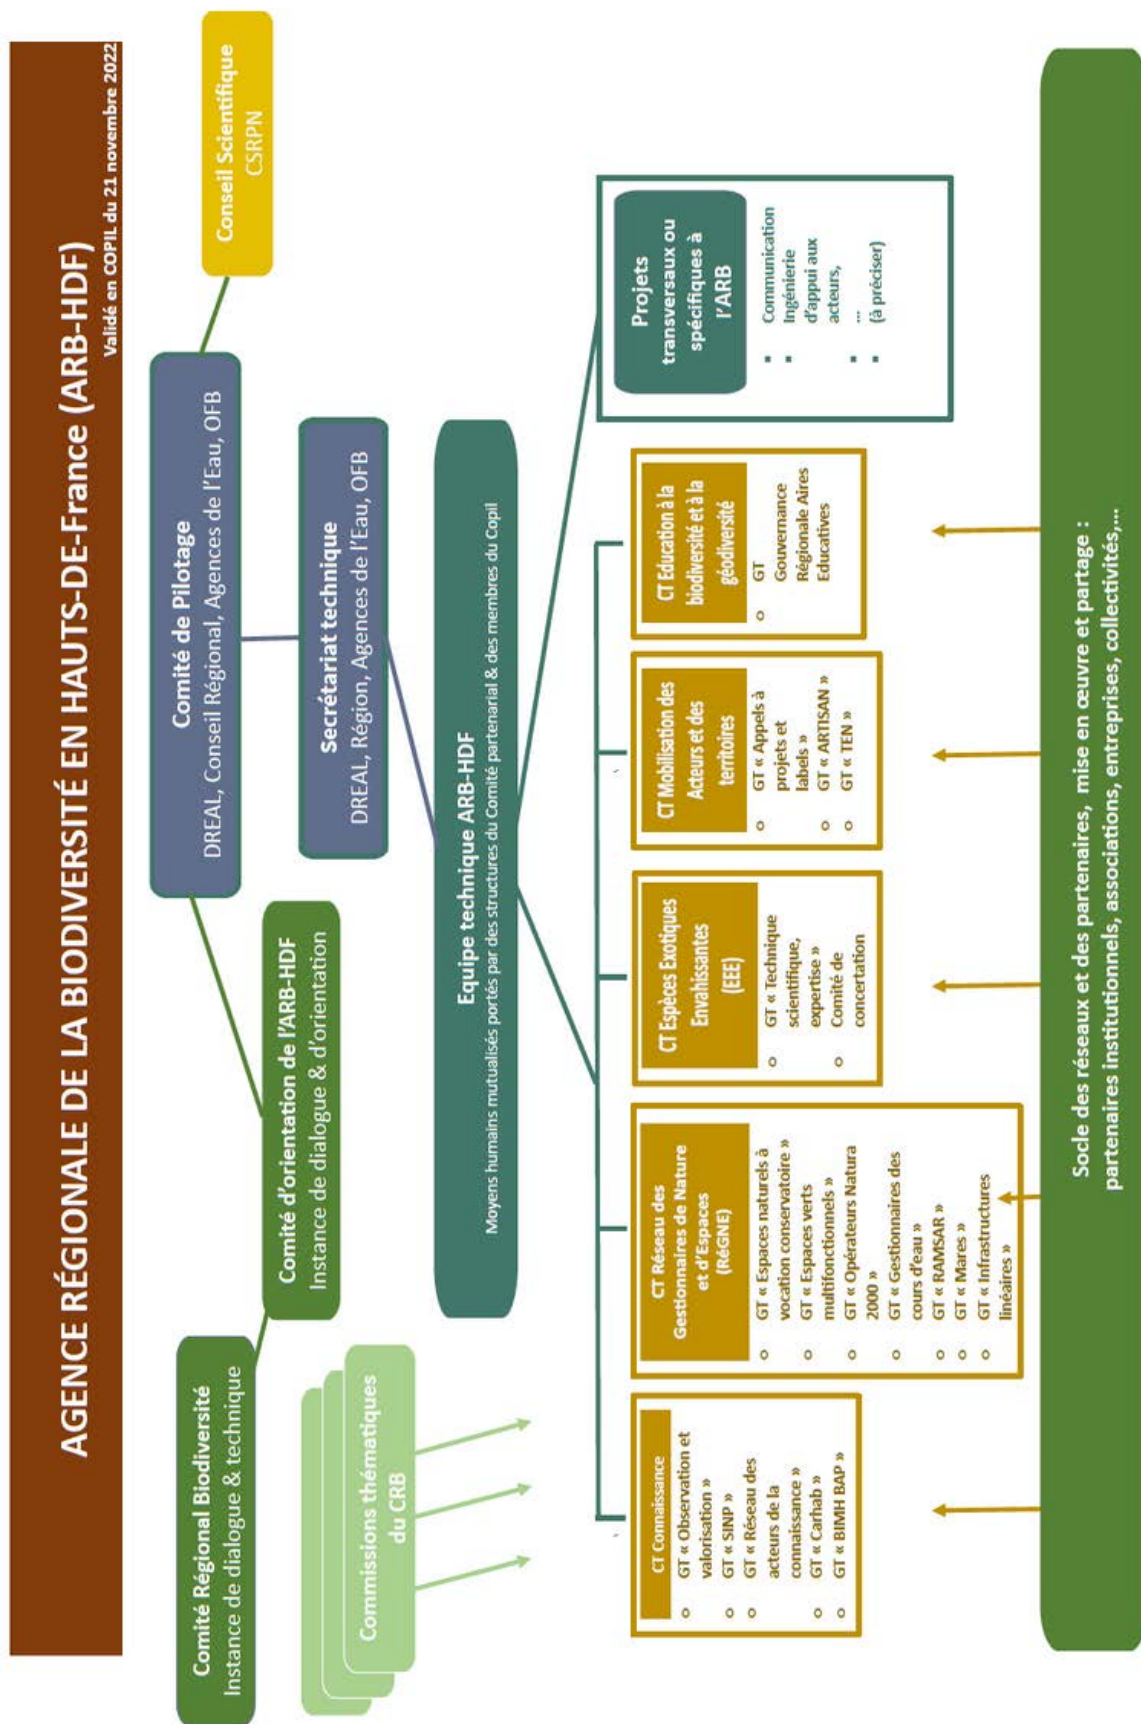 AGENCE RÉGIONALE DE LA BIODIVERSITÉ EN HAUTS-DE-France (ARB-HDF)
Validé en COPIL du 21 novembre 2022
Conseil Scientifique
CSRPN
Comité de Pilotage
DREAL, Conseil Régional, Agences de l'Eau, OFB
Comité Régional Biodiversité
Instance de dialogue & technique
Comité d'orientation de l'ARB-HDF
Instance de dialogue & d'orientation
Secrétariat technique
DREAL, Région, Agences de l'Eau, OFB
Commissions thématiques
du CRB
Equipe technique ARB-HDF
Moyens humains mutualisés portés par des structures du Comité partenarial & des membres du Copil
CT Connaissance
GT « Observation et
valorisation »
GT « SINP »
GT « Réseau des
acteurs de la
connaissance »
GT « Carhab »
GT « BIMH BAP »
CT Réseau des
Gestionnaires de Nature
et d'Espaces
(RéGNE)
GT « Espaces naturels à
vocation conservatoire »
GT « Espaces verts
multifonctionnels »
GT « Opérateurs Natura
2000 »
GT « Gestionnaires des
cours d'eau »
GT « RAMSAR »
GT « Mares »
GT « Infrastructures
linéaires »
CT Espèces Exotiques
Envahissantes
(EEE)
GT « Technique
scientifique,
expertise »
Comité de
concertation
CT Mobilisation des
Acteurs et des
territoires
GT « Appels à
projets et
labels »
GT « ARTISAN »
GT « TEN »
CT Education à la
biodiversité et à la
géodiversité
GT
Gouvernance
Régionale Aires
Educatives
Projets
transversaux ou
spécifiques à
l'ARB
Communication
Ingénierie
d'appui aux
acteurs,
...
(à préciser)
Socle des réseaux et des partenaires, mise en œuvre et partage :
partenaires institutionnels, associations, entreprises, collectivités,...